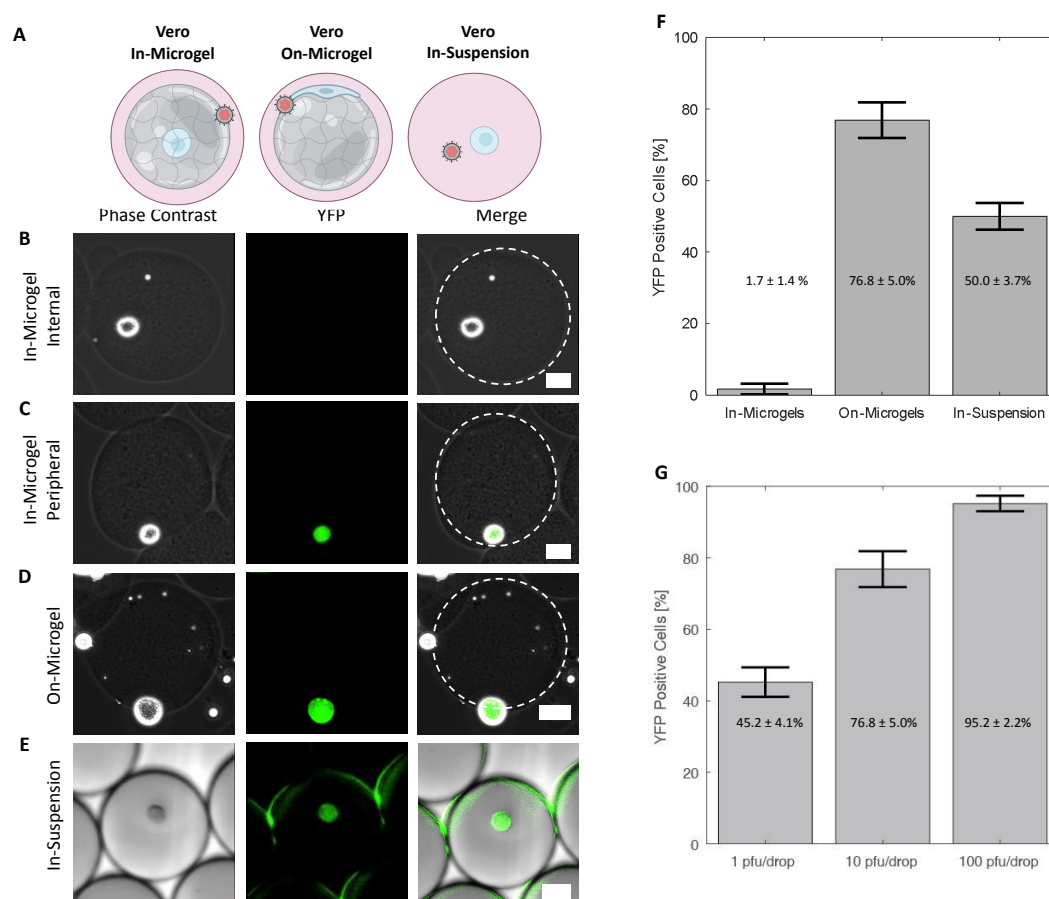 A
Vero
In-Microgel
Vero
On-Microgel
Vero
In-Suspension
Phase Contrast
YFP
Merge
B
In-Microgel
Internal
C
In-Microgel
Peripheral
D
On-Microgel
E
In-Suspension
F
100
80
60
40
20
0
YFP Positive Cells [%]
1.7 ± 1.4 %
76.8 ± 5.0%
50.0 ± 3.7%
In-Microgels
On-Microgels
In-Suspension
G
100
80
60
40
20
0
YFP Positive Cells [%]
45.2 ± 4.1%
76.8 ± 5.0%
95.2 ± 2.2%
1 pfu/drop
10 pfu/drop
100 pfu/drop